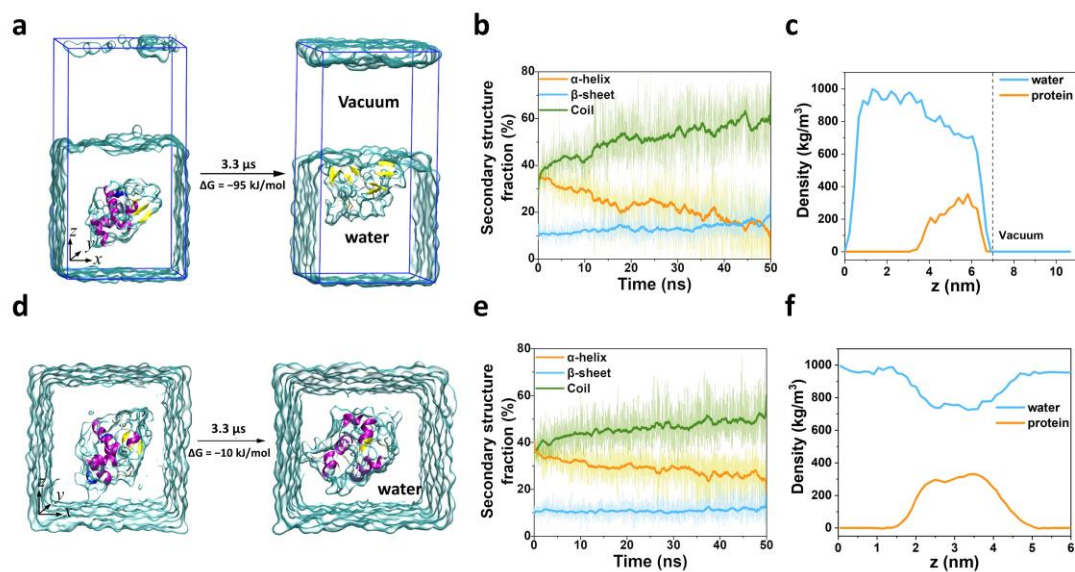 a
Vacuum
3.3 μs
ΔG = −95 kJ/mol
water
z
y
x
b
Secondary structure
fraction (%)
80
60
40
20
0
α-helix
β-sheet
Coil
0 10 20 30 40 50
Time (ns)
c
Density (kg/m³)
1000
800
600
400
200
0
water
protein
Vacuum
0 2 4 6 8 10
z (nm)
d
3.3 μs
ΔG = −10 kJ/mol
water
z
y
x
e
Secondary structure
fraction (%)
80
60
40
20
0
α-helix
β-sheet
Coil
0 10 20 30 40 50
Time (ns)
f
Density (kg/m³)
1000
800
600
400
200
0
water
protein
0 1 2 3 4 5 6
z (nm)